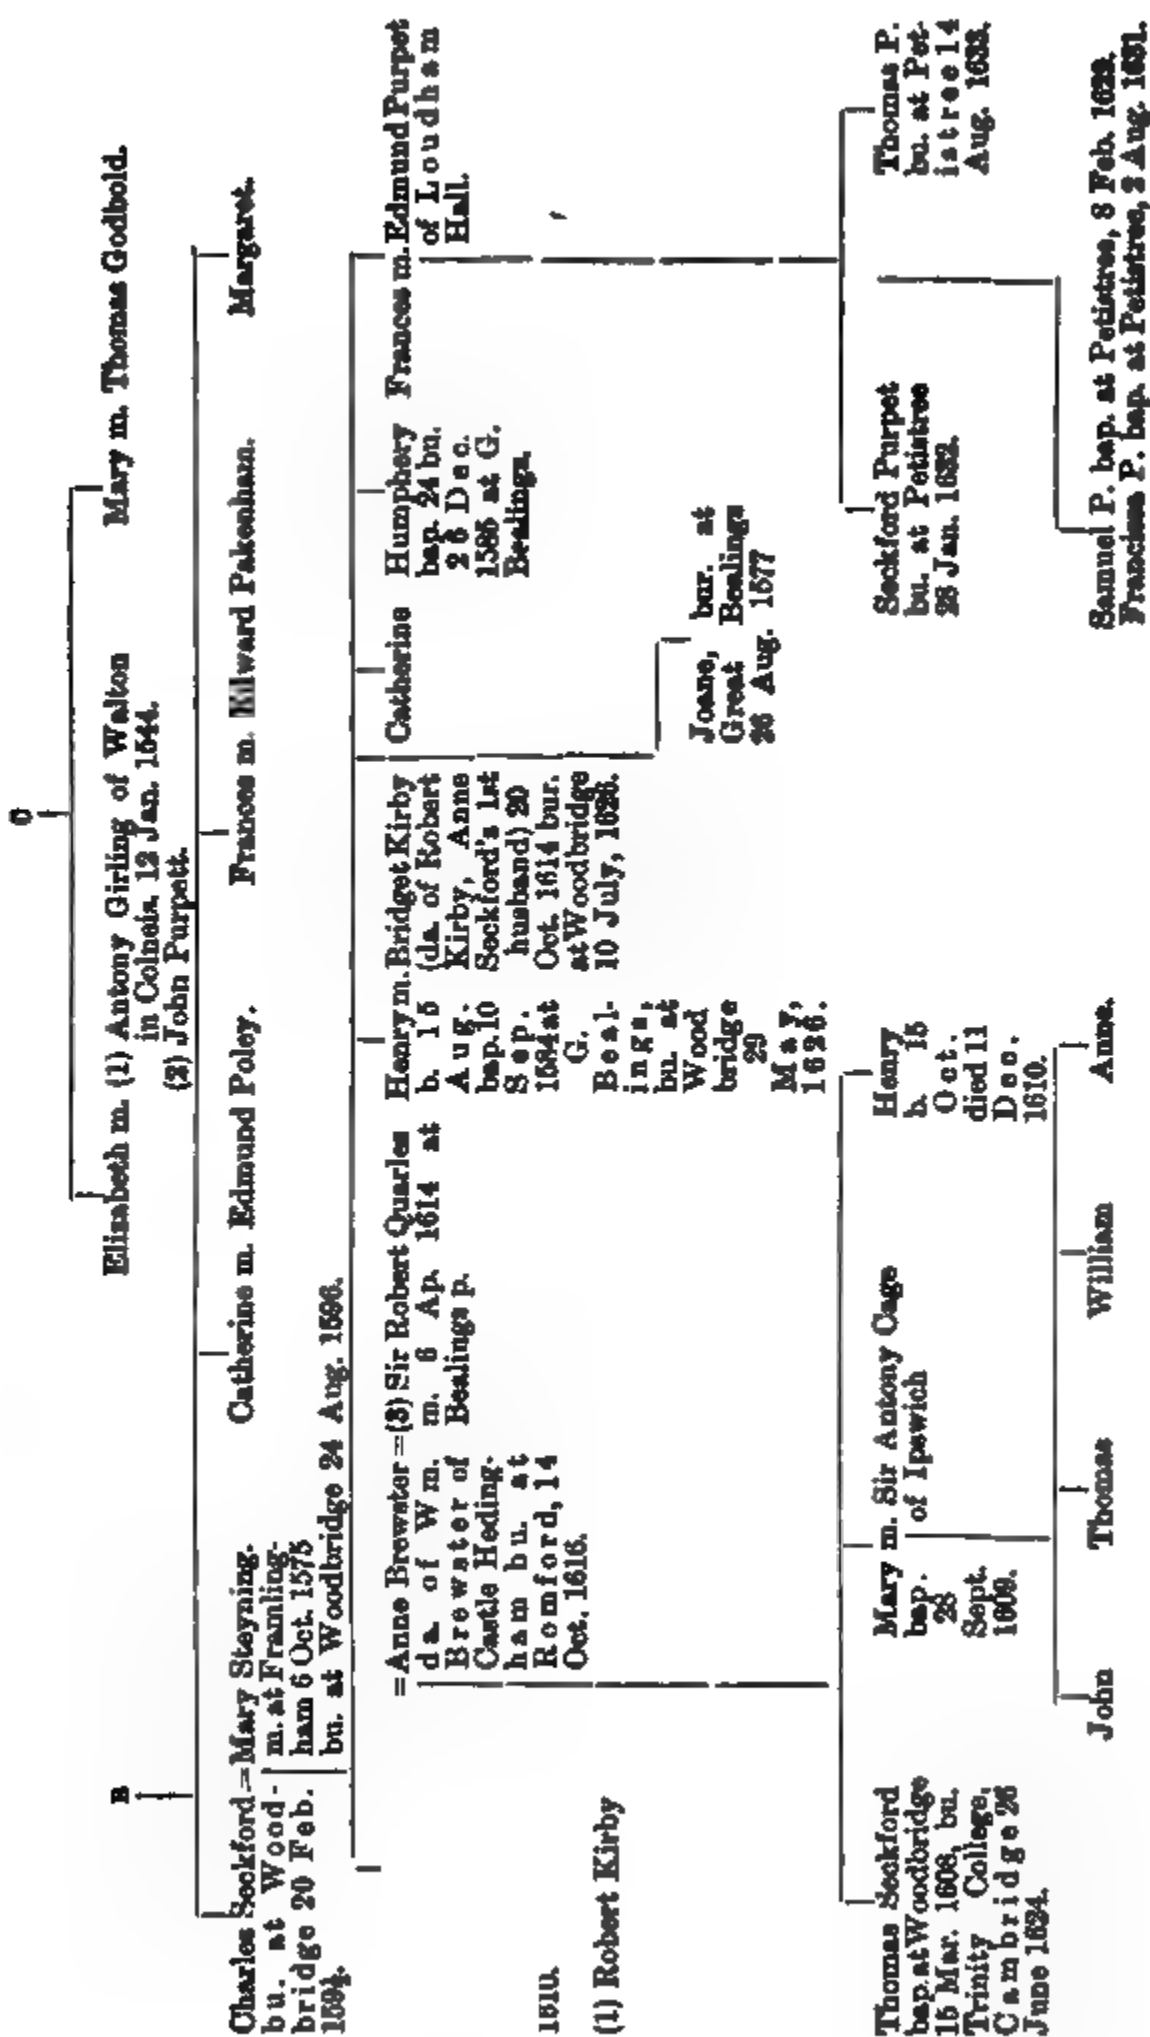 C
Elizabeth m. (1) Antony Girling of Walton
in Colneis. 12 Jan. 1544.
(2) John Purpett.
Mary m. Thomas Godbold.
B
Charles Seckford = Mary Steyning.
bu. at Wood-
bridge 20 Feb.
m. at Framling-
ham 6 Oct. 1575
bu. at Woodbridge 24 Aug. 1596.
Catherine m. Edmund Poley.
Frances m. Edward Pakenham.
Margaret.
1610.
(1) Robert Kirby
= Anne Brewster = (3) Sir Robert Quarles
da. of Wm.
Brewster of
Castle Heding-
ham bu. at
Romford, 14
Oct. 1616.
m. 6 Ap. 1614 at
Bealings p.
Henry m. Bridget Kirby
b. 15
Aug.
bap. 10
Sep.
1584 at
G.
Beal-
ings,
bu. at
Wood
bridge
29
May,
1626.
(da. of Robert
Kirby, Anne
Seckford's 1st
husband) 20
Oct. 1614 bur.
at Woodbridge
10 July, 1626.
Catherine
Humphery
bap. 24 bu.
26 Dec.
1585 at G.
Bealings.
Frances m. Edmund Purpet
of Loudham
Hall.
Joane, bur. at
Great Bealings
26 Aug. 1577
Thomas Seckford
bap. at Woodbridge
15 Mar. 1608, bu.
Trinity College,
Cambridge 26
June 1624.
Mary m. Sir Antony Cage
bap.
28
Sept.
1609.
of Ipswich
Henry
b. 15
Oct.
died 11
Dec.
1610.
Seckford Purpet
bu. at Petistree
28 Jan. 1632.
Thomas P.
bu. at Pet-
istree 14
Aug. 1633.
John
Thomas
William
Anne.
Samuel P. bap. at Petistree, 8 Feb. 1629.
Francisca P. bap. at Petistree, 2 Aug. 1631.